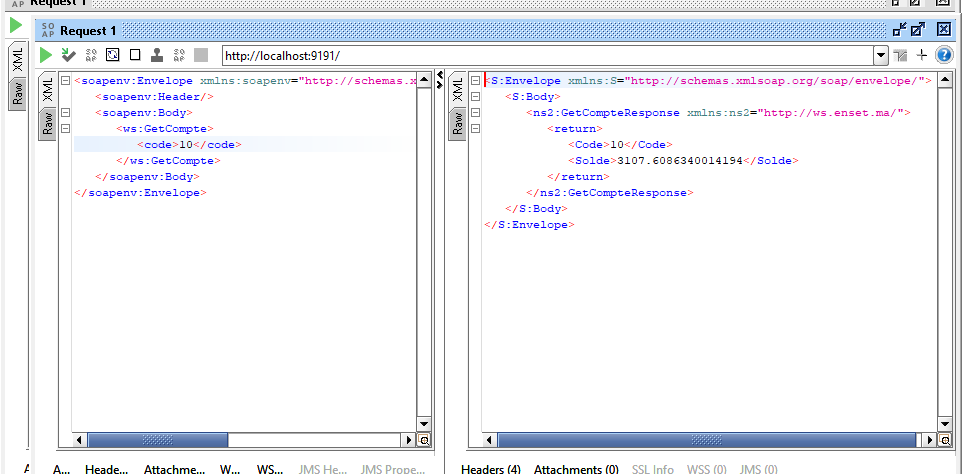 Request 1
SO AP Request 1
http://localhost:9191/
XML
Raw
XML
Raw
<soapenv:Envelope xmlns:soapenv="http://schemas.x
<soapenv:Header/>
<soapenv:Body>
<ws:GetCompte>
<code>10</code>
</ws:GetCompte>
</soapenv:Body>
</soapenv:Envelope>
XML
Raw
<S:Envelope xmlns:S="http://schemas.xmlsoap.org/soap/envelope/">
<S:Body>
<ns2:GetCompteResponse xmlns:ns2="http://ws.enset.ma/">
<return>
<Code>10</Code>
<Solde>3107.6086340014194</Solde>
</return>
</ns2:GetCompteResponse>
</S:Body>
</S:Envelope>
A... Heade... Attachme... W... WS... JMS He... JMS Prope...
Headers (4) Attachments (0) SSL Info WSS (0) JMS (0)